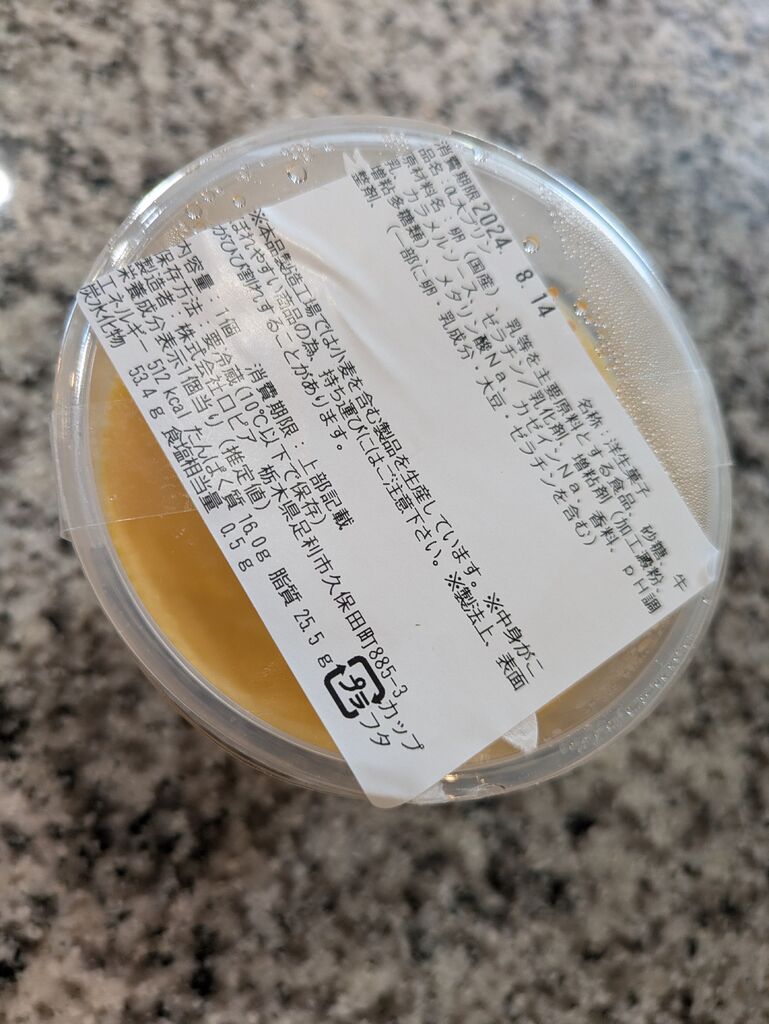 消費期限 2024. 8.14
品名:α大プリン 名称:洋生菓子
原材料名:卵(国産)、乳等を主要原料とする食品、砂糖、牛
乳、カラメルソース、ゼラチン/乳化剤、増粘剤(加工澱粉、
増粘多糖類)、メタリン酸Na、カゼインNa、香料、pH調
整剤、(一部に卵・乳成分・大豆・ゼラチンを含む)
※本品製造工場では小麦を含む製品を生産しています。※中身がこ
ぼれやすい商品の為、持ち運びにはご注意下さい。※製法上、表面
がひび割れすることがあります。
内容量:1個 消費期限:上部記載
保存方法:要冷蔵(10℃以下で保存)
製造者:株式会社ロピア 栃木県足利市久保田町885-3
栄養成分表示1個当り(推定値)
エネルギー 512 kcal たんぱく質 16.0g 脂質 25.5 g
炭水化物 53.4 g 食塩相当量 0.5 g
プラ
カップ
フタ